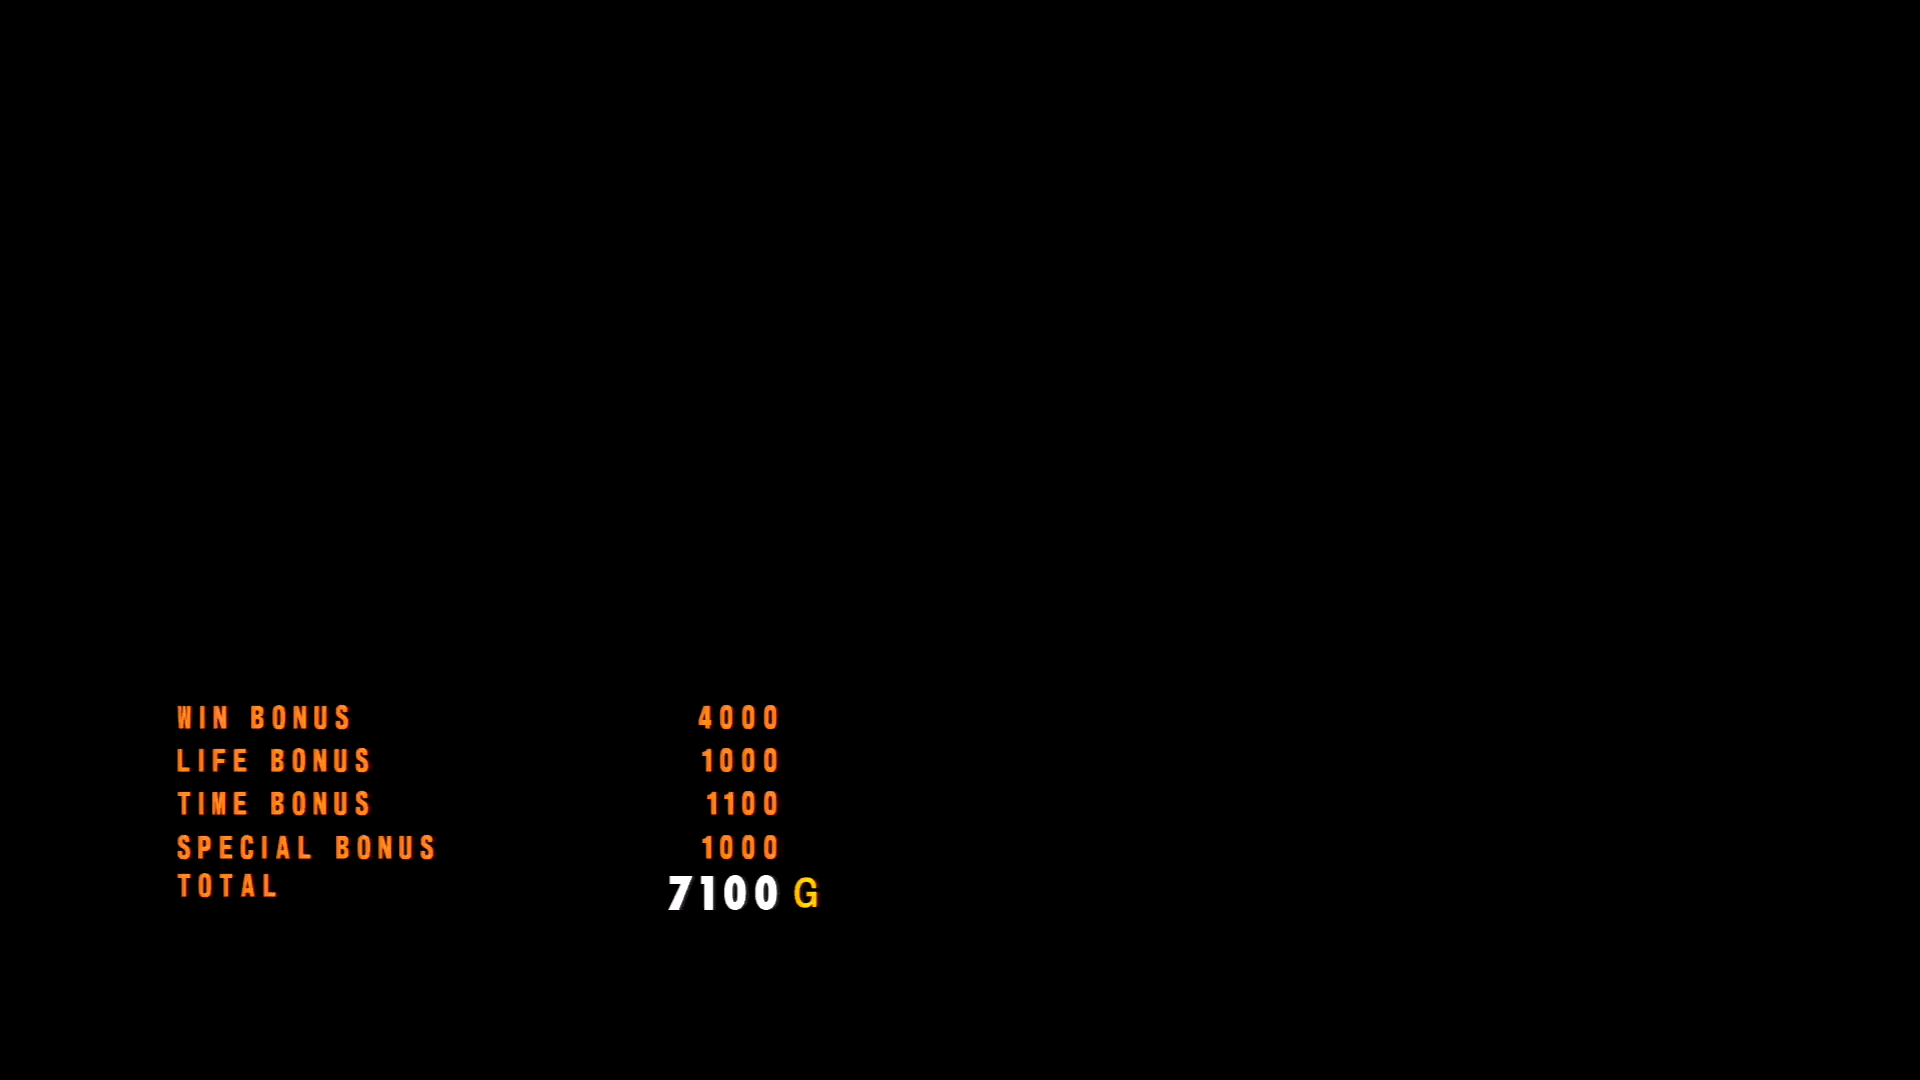 WIN BONUS 4000
LIFE BONUS 1000
TIME BONUS 1100
SPECIAL BONUS 1000
TOTAL 7100 G